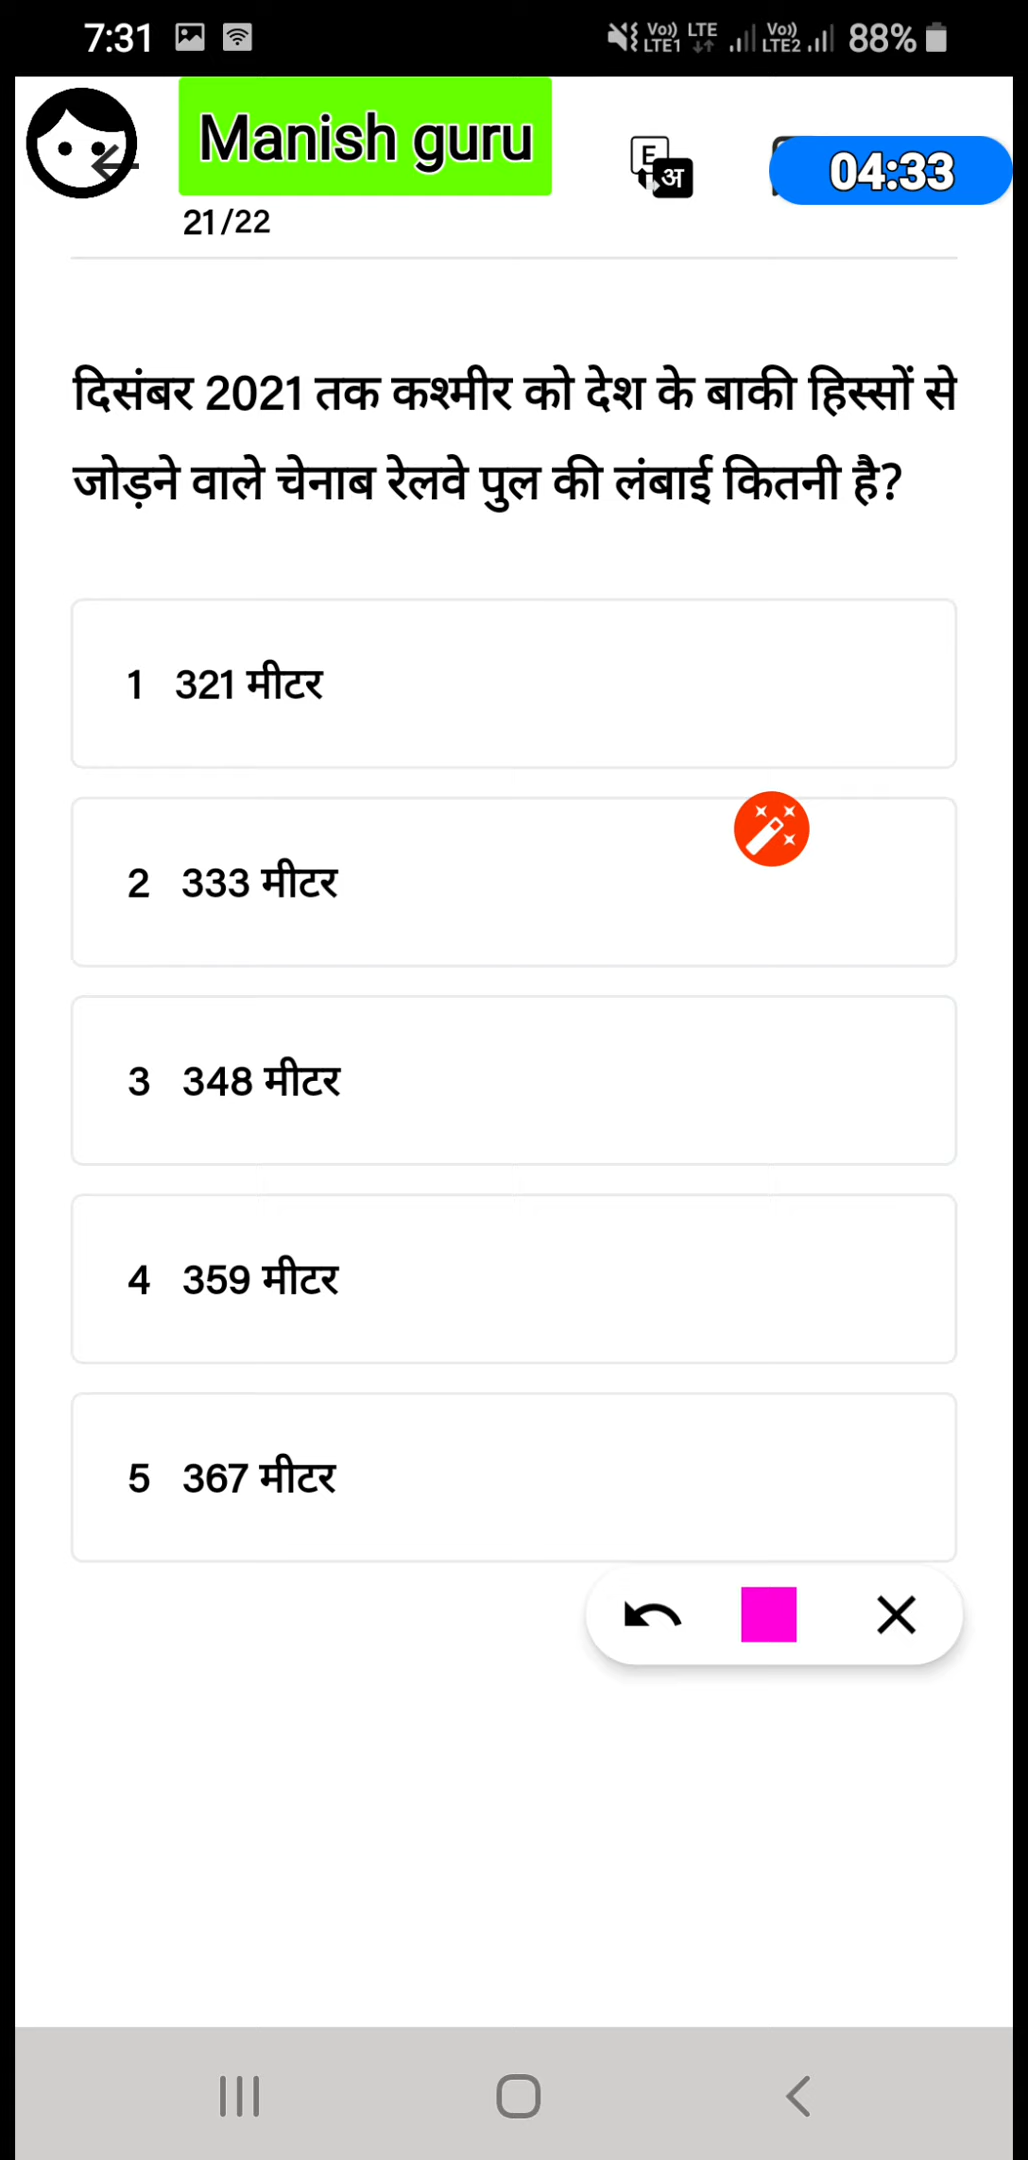 7:31 Vo)) LTE1 LTE Vo)) LTE2 88%
Manish guru
E अ
04:33
21/22
दिसंबर 2021 तक कश्मीर को देश के बाकी हिस्सों से
जोड़ने वाले चेनाब रेलवे पुल की लंबाई कितनी है?
1 321 मीटर
2 333 मीटर
3 348 मीटर
4 359 मीटर
5 367 मीटर